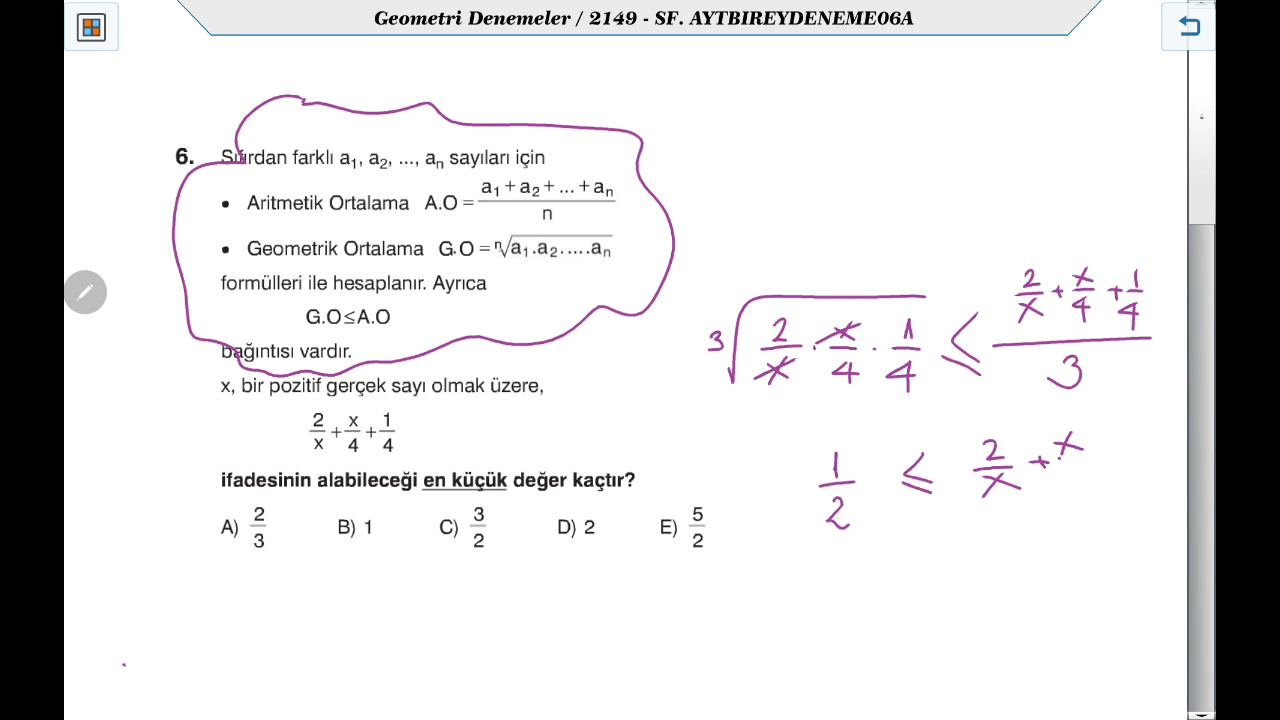 Geometri Denemeler / 2149 - SF. AYTBIREYDENEME06A
6. Sıfırdan farklı a₁, a₂, ..., aₙ sayıları için
• Aritmetik Ortalama A.O = (a₁ + a₂ + ... + aₙ) / n
• Geometrik Ortalama G.O = ⁿ√(a₁.a₂.....aₙ)
formülleri ile hesaplanır. Ayrıca
G.O ≤ A.O
bağıntısı vardır.
x, bir pozitif gerçek sayı olmak üzere,
2/x + x/4 + 1/4
ifadesinin alabileceği en küçük değer kaçtır?
A) 2/3 B) 1 C) 3/2 D) 2 E) 5/2
³√(2/x · x/4 · 1/4) ≤ (2/x + x/4 + 1/4) / 3
1/2 ≤ 2/x + x